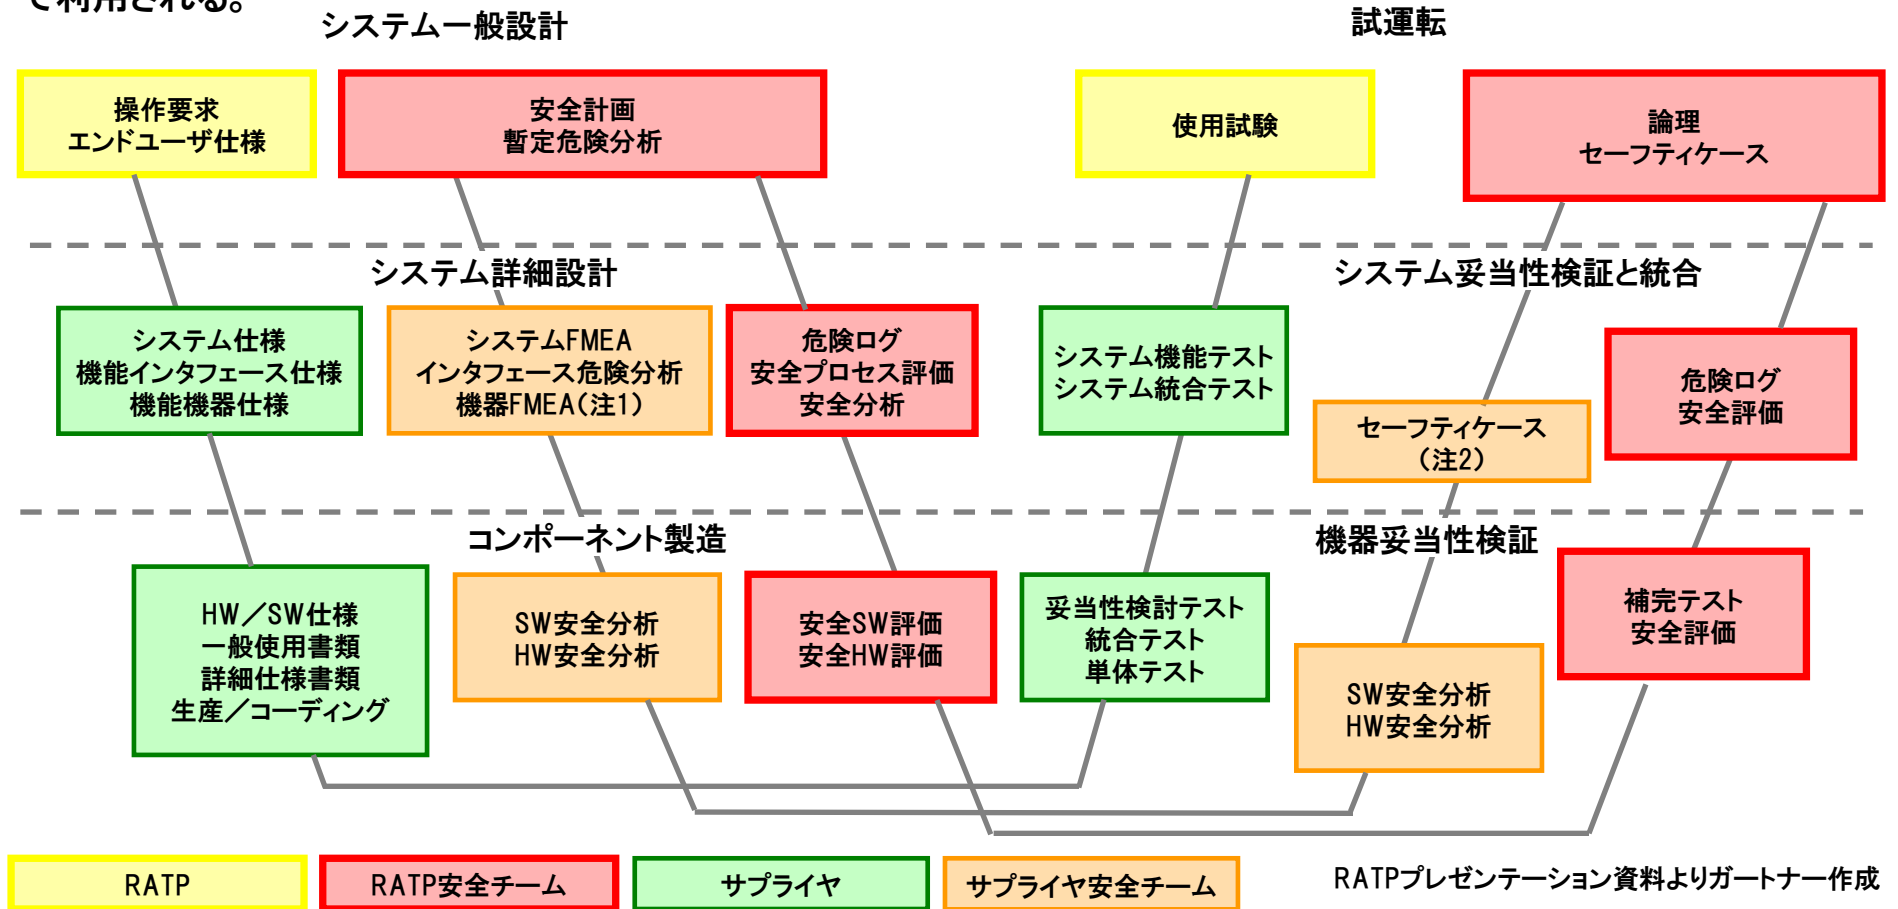 で利用される。
システム一般設計
試運転
操作要求
エンドユーザ仕様
安全計画
暫定危険分析
使用試験
論理
セーフティケース
システム詳細設計
システム妥当性検証と統合
システム仕様
機能インタフェース仕様
機能機器仕様
システムFMEA
インタフェース危険分析
機器FMEA(注1)
危険ログ
安全プロセス評価
安全分析
システム機能テスト
システム統合テスト
セーフティケース
(注2)
危険ログ
安全評価
コンポーネント製造
機器妥当性検証
HW/SW仕様
一般使用書類
詳細仕様書類
生産/コーディング
SW安全分析
HW安全分析
安全SW評価
安全HW評価
妥当性検討テスト
統合テスト
単体テスト
SW安全分析
HW安全分析
補完テスト
安全評価
RATP
RATP安全チーム
サプライヤ
サプライヤ安全チーム
RATPプレゼンテーション資料よりガートナー作成